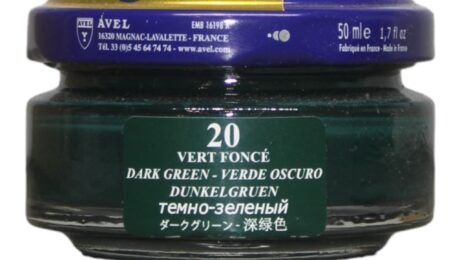 AVEL
ÁVEL
EMB 16198 A
16320 MAGNAC-LAVALETTE - FRANCE
Tél. 33 (0)5 45 64 74 74 - www.avel.com
50 ml e 1,7 fl oz
Fabriqué en France - Made in France
20
VERT FONCÉ
DARK GREEN - VERDE OSCURO
DUNKELGRUEN
темно-зеленый
ダークグリーン - 深绿色